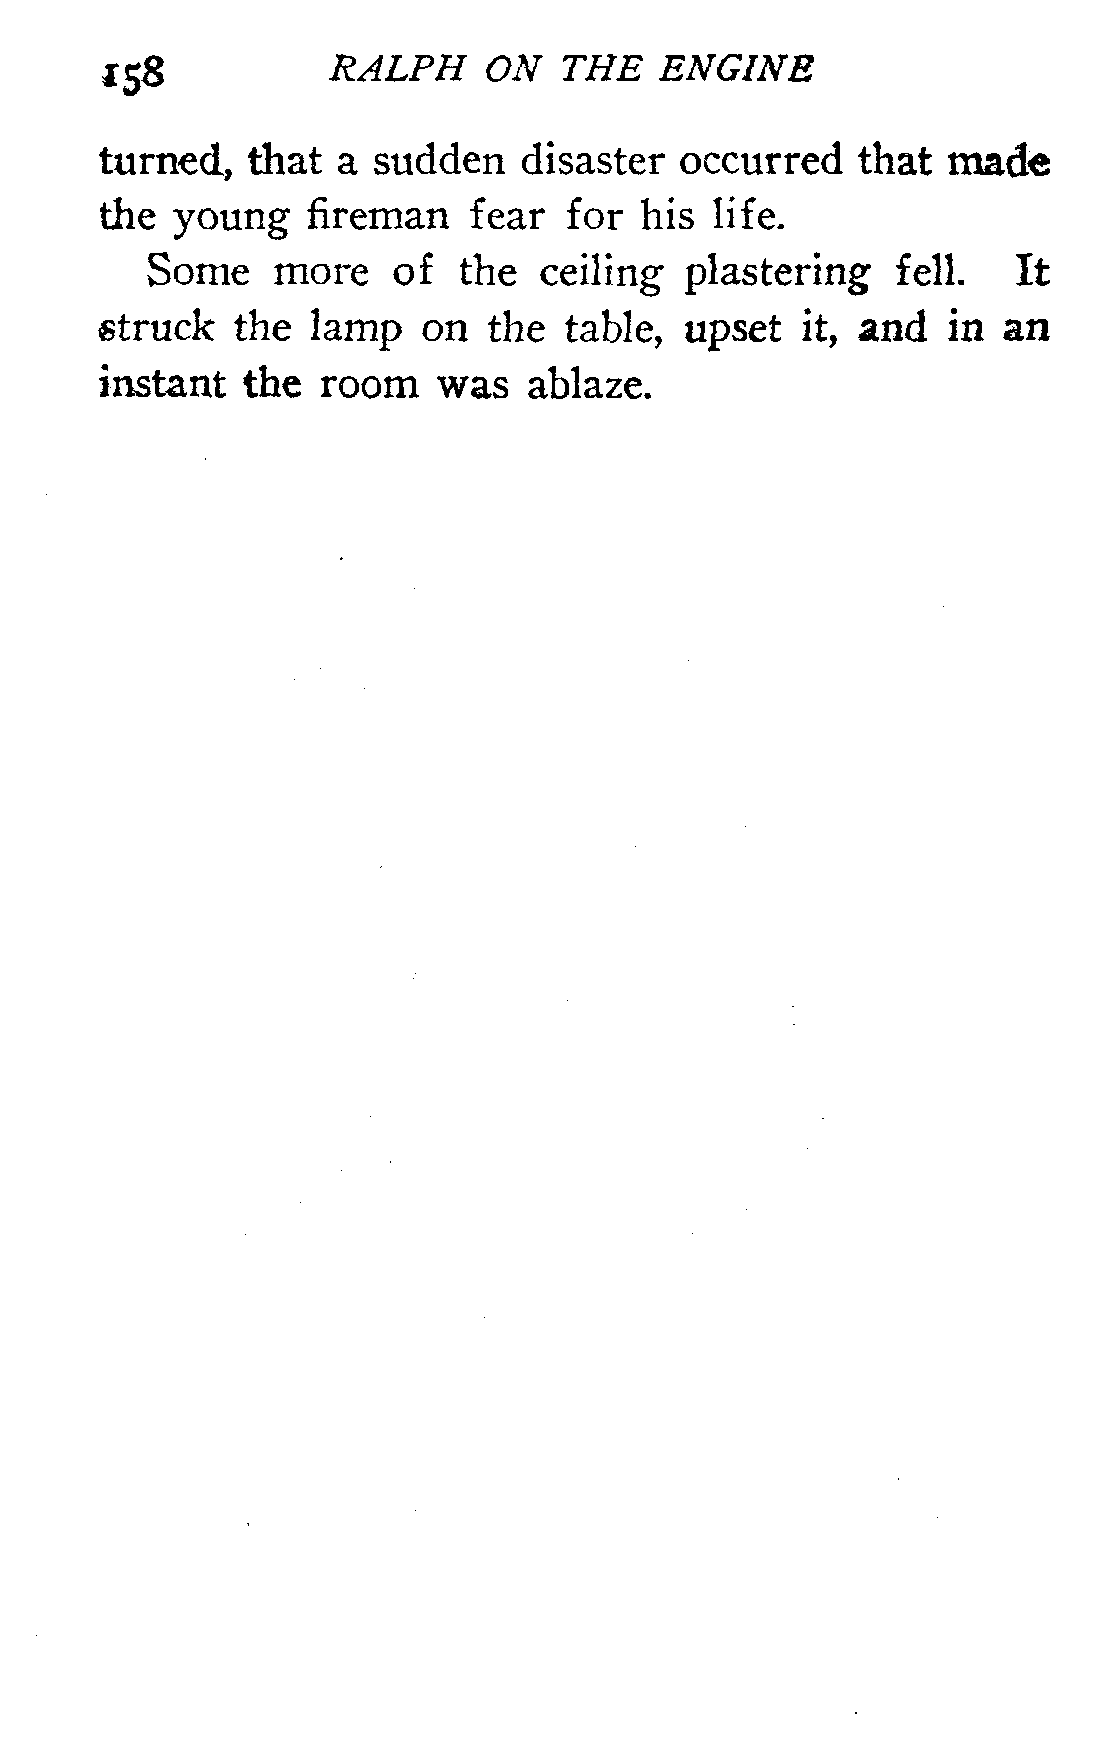 158 RALPH ON THE ENGINE
turned, that a sudden disaster occurred that made
the young fireman fear for his life.
Some more of the ceiling plastering fell. It
struck the lamp on the table, upset it, and in an
instant the room was ablaze.